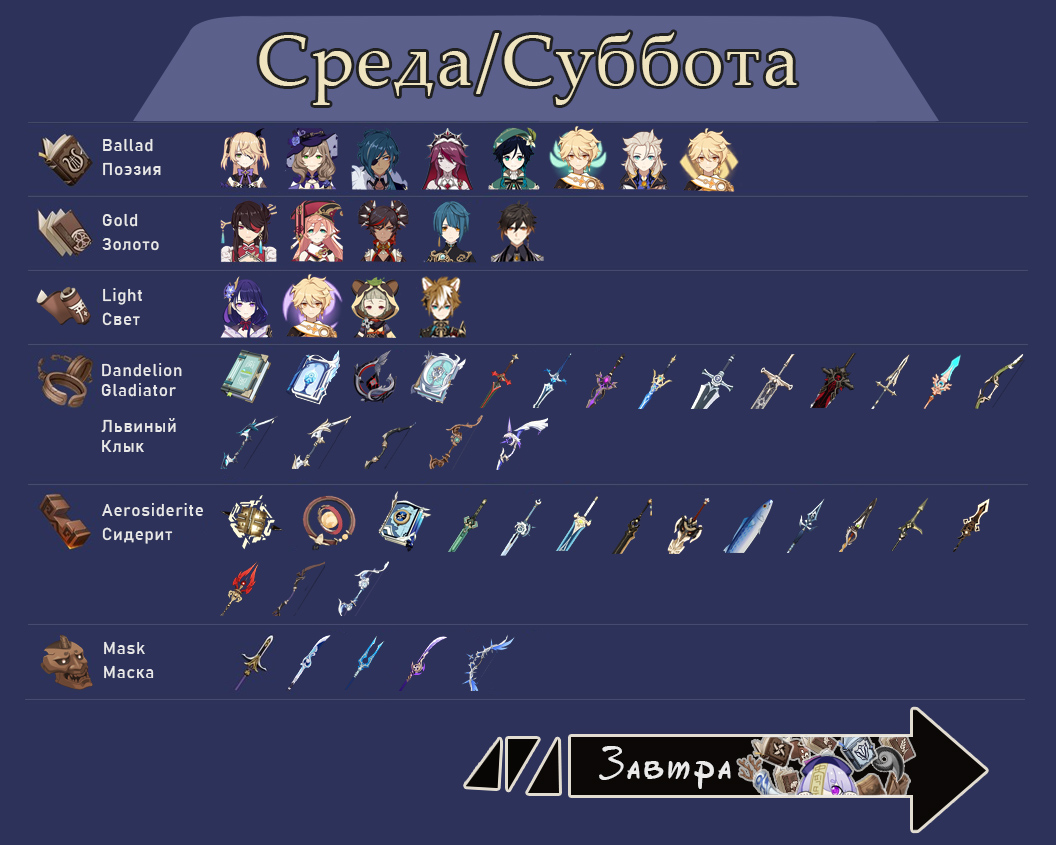 Среда/Суббота
Ballad
Поэзия
Gold
Золото
Light
Свет
Dandelion
Gladiator
Львиный
Клык
Aerosiderite
Сидерит
Mask
Маска
Завтра